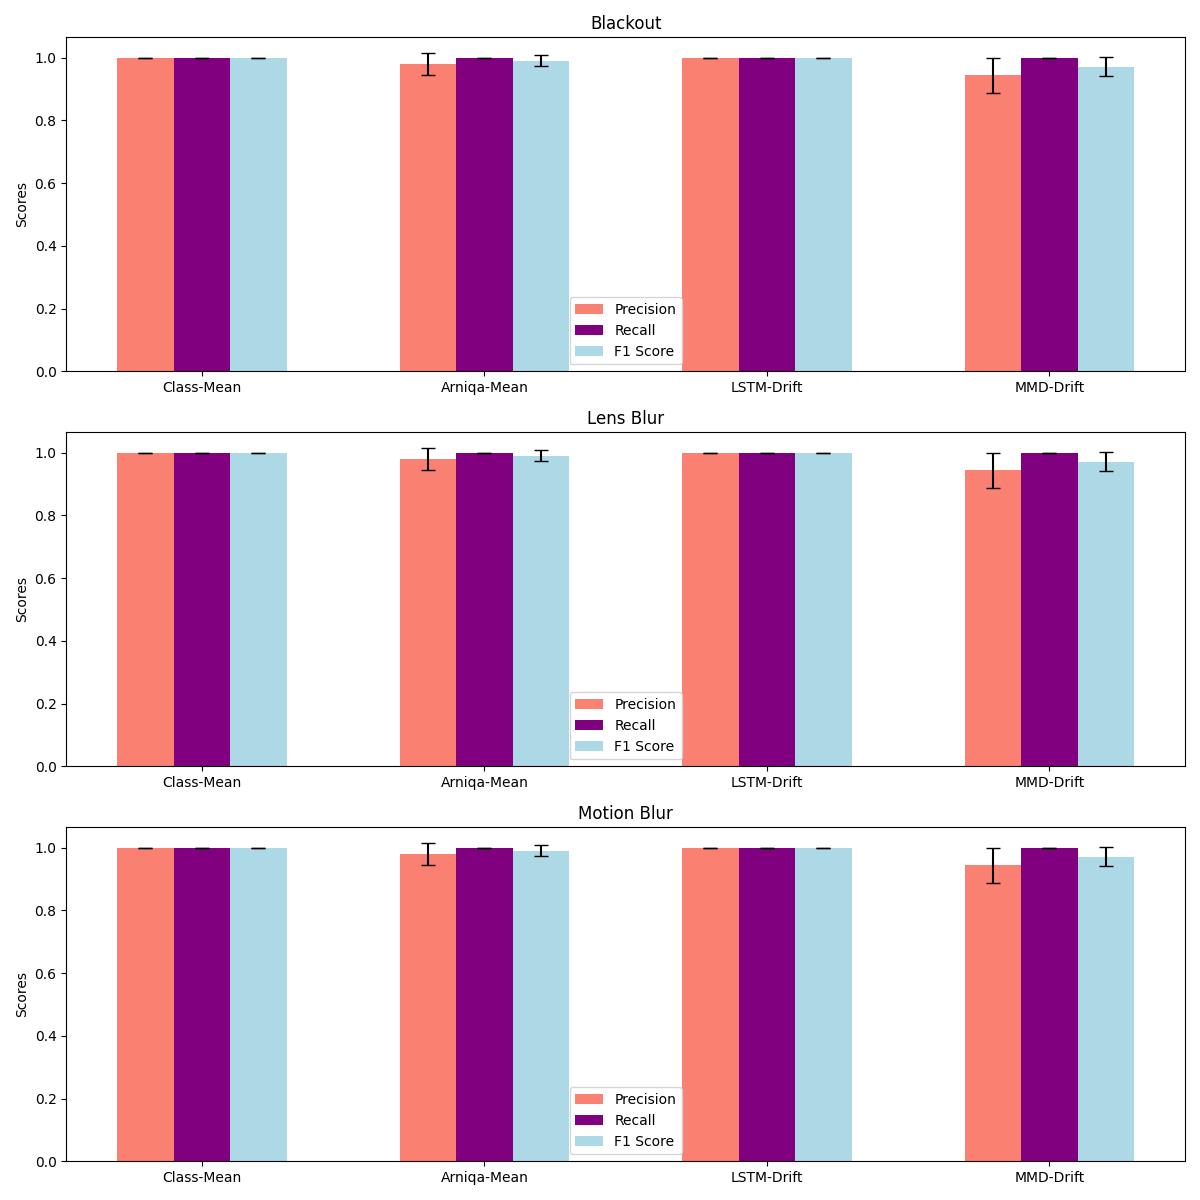 Blackout
Scores
1.0
0.8
0.6
0.4
0.2
0.0
Precision
Recall
F1 Score
Class-Mean Arniqa-Mean LSTM-Drift MMD-Drift
Lens Blur
Scores
1.0
0.8
0.6
0.4
0.2
0.0
Precision
Recall
F1 Score
Class-Mean Arniqa-Mean LSTM-Drift MMD-Drift
Motion Blur
Scores
1.0
0.8
0.6
0.4
0.2
0.0
Precision
Recall
F1 Score
Class-Mean Arniqa-Mean LSTM-Drift MMD-Drift